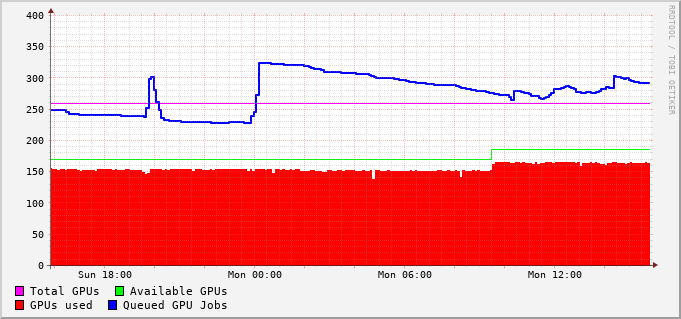 400
350
300
250
200
150
100
50
0
Sun 18:00 Mon 00:00 Mon 06:00 Mon 12:00
Total GPUs Available GPUs
GPUs used Queued GPU Jobs
RRDTOOL / TOBI OETIKER